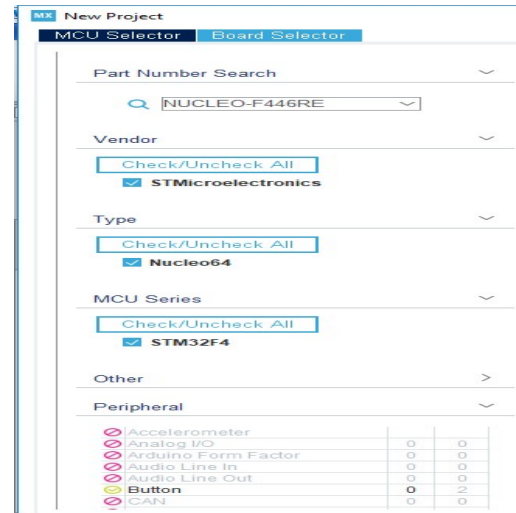 MX New Project
MCU Selector Board Selector
Part Number Search
NUCLEO-F446RE
Vendor
Check/Uncheck All
STMicroelectronics
Type
Check/Uncheck All
Nucleo64
MCU Series
Check/Uncheck All
STM32F4
Other
Peripheral
Accelerometer
Analog I/O 0 0
Arduino Form Factor 0 0
Audio Line In 0 0
Audio Line Out 0 0
Button 0 2
CAN 0 0